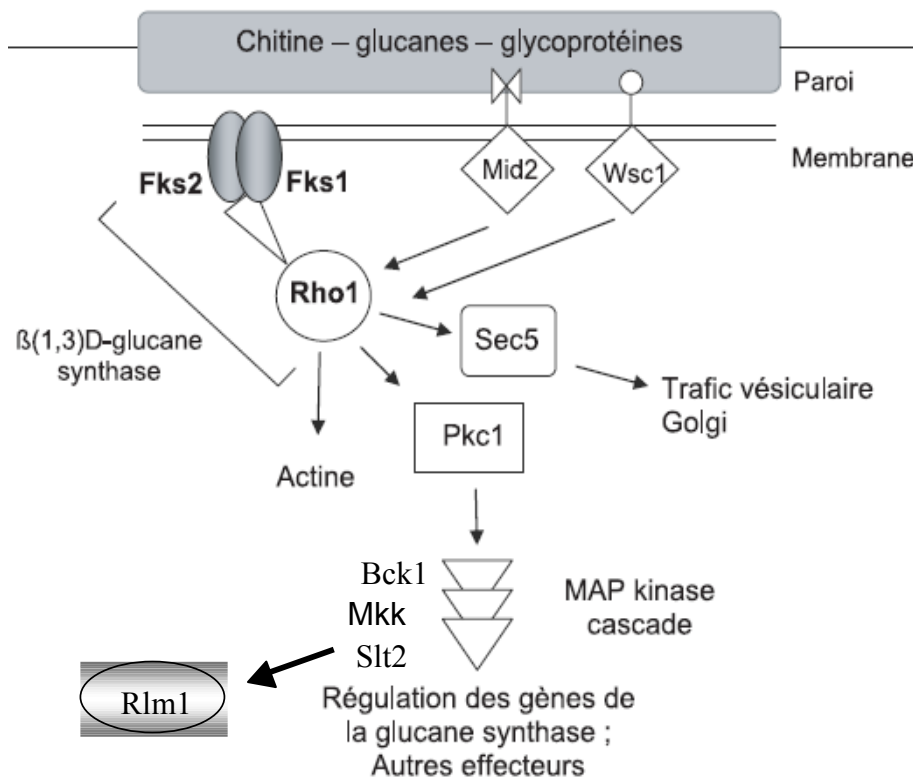 Chitine – glucanes – glycoprotéines
Paroi
Membrane
Mid2
Wsc1
Fks2
Fks1
Rho1
Sec5
ß(1,3)D-glucane
synthase
Trafic vésiculaire
Golgi
Pkc1
Actine
Bck1
Mkk
Slt2
MAP kinase
cascade
Rlm1
Régulation des gènes de
la glucane synthase ;
Autres effecteurs